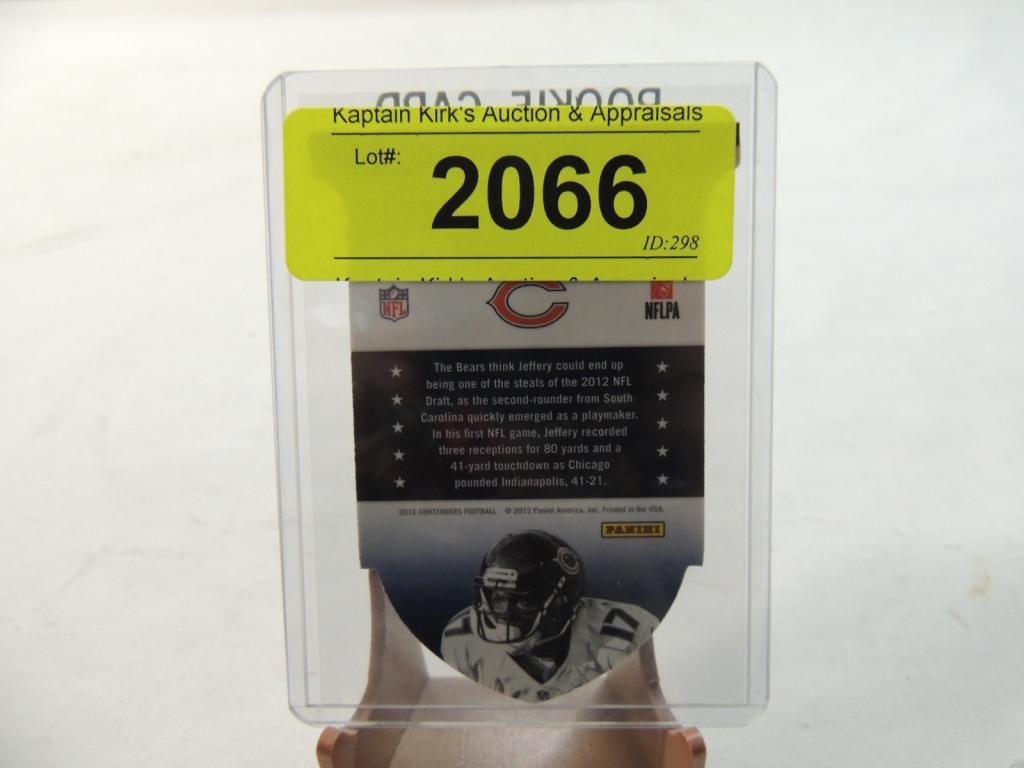 ROOKIE CARD
Kaptain Kirk's Auction & Appraisals
Lot#:
2066
ID:298
NFL
NFLPA
The Bears think Jeffery could end up
being one of the steals of the 2012 NFL
Draft, as the second-rounder from South
Carolina quickly emerged as a playmaker.
In his first NFL game, Jeffery recorded
three receptions for 80 yards and a
41-yard touchdown as Chicago
pounded Indianapolis, 41-21.
2012 CONTENDERS FOOTBALL © 2012 Panini America, Inc. Printed in the USA.
PANINI
17